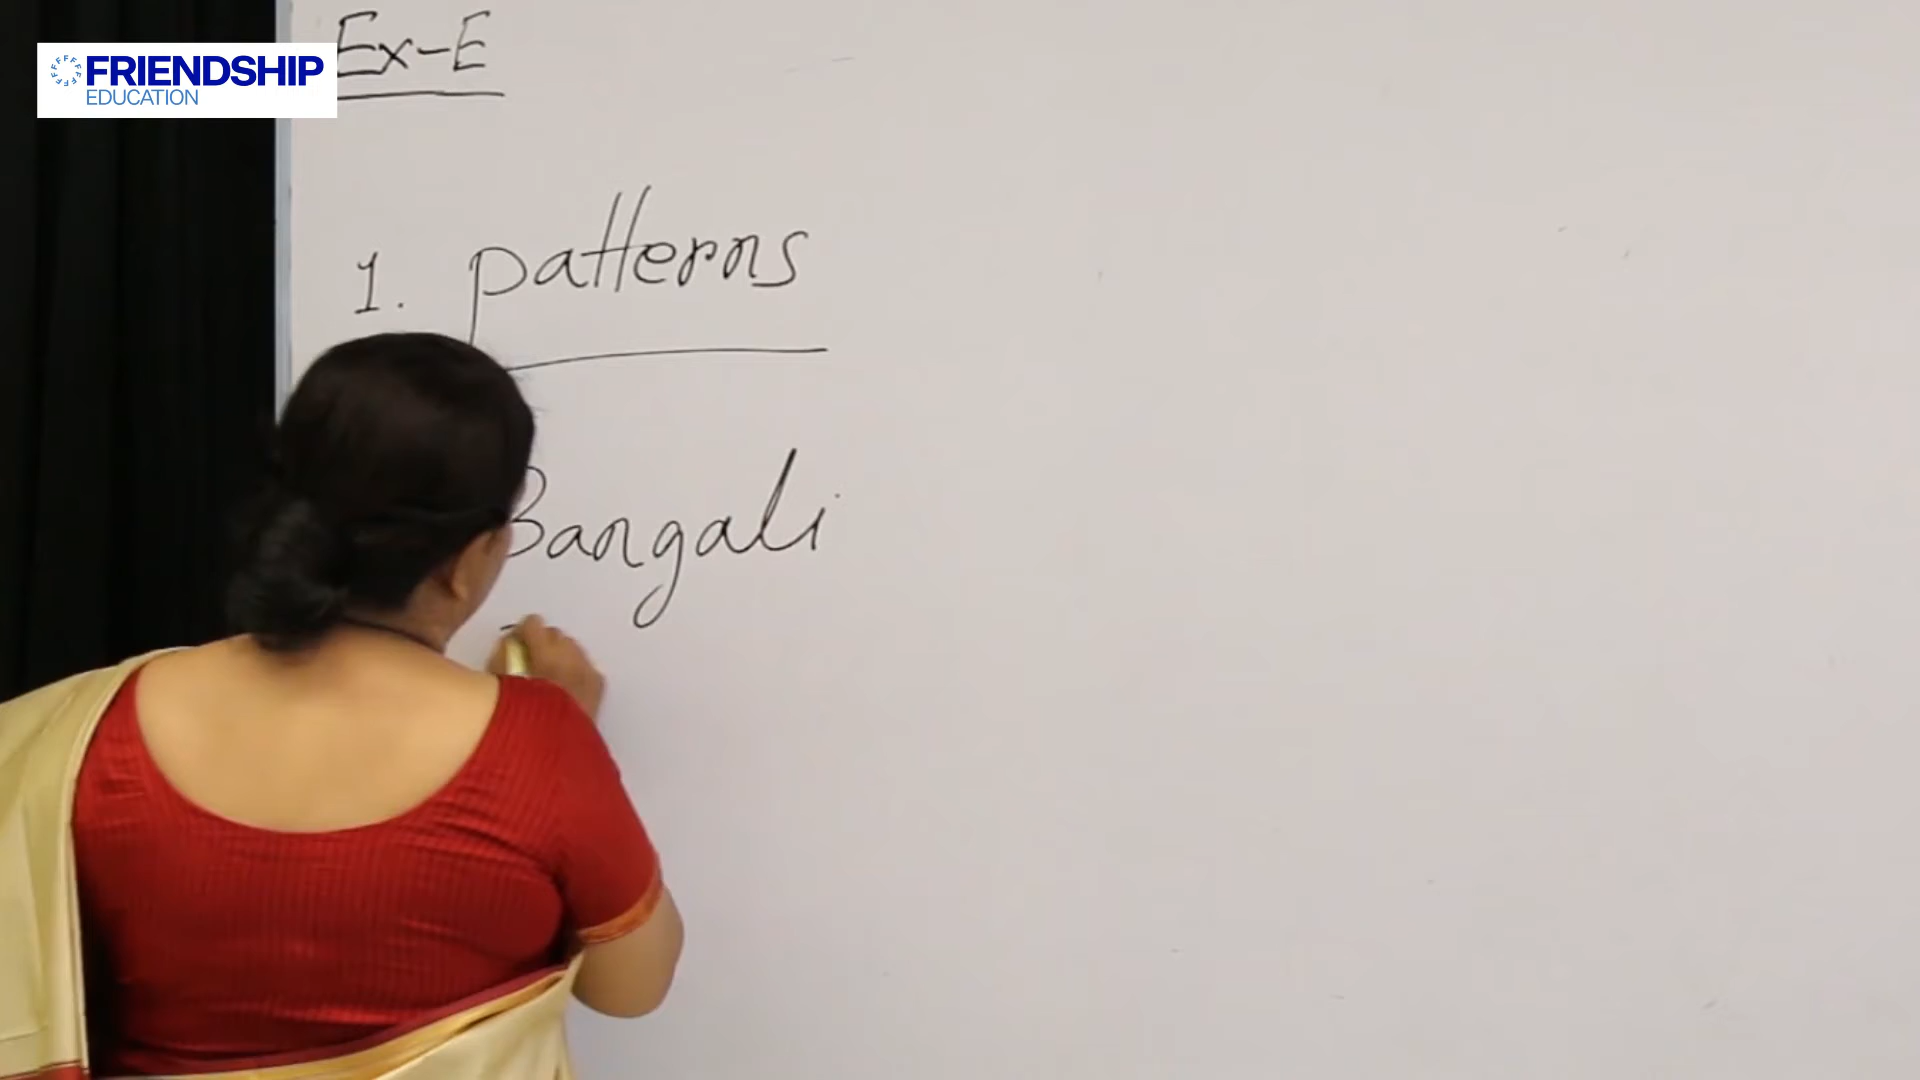 FRIENDSHIP
EDUCATION
Ex-E
1. patterns
Bangali